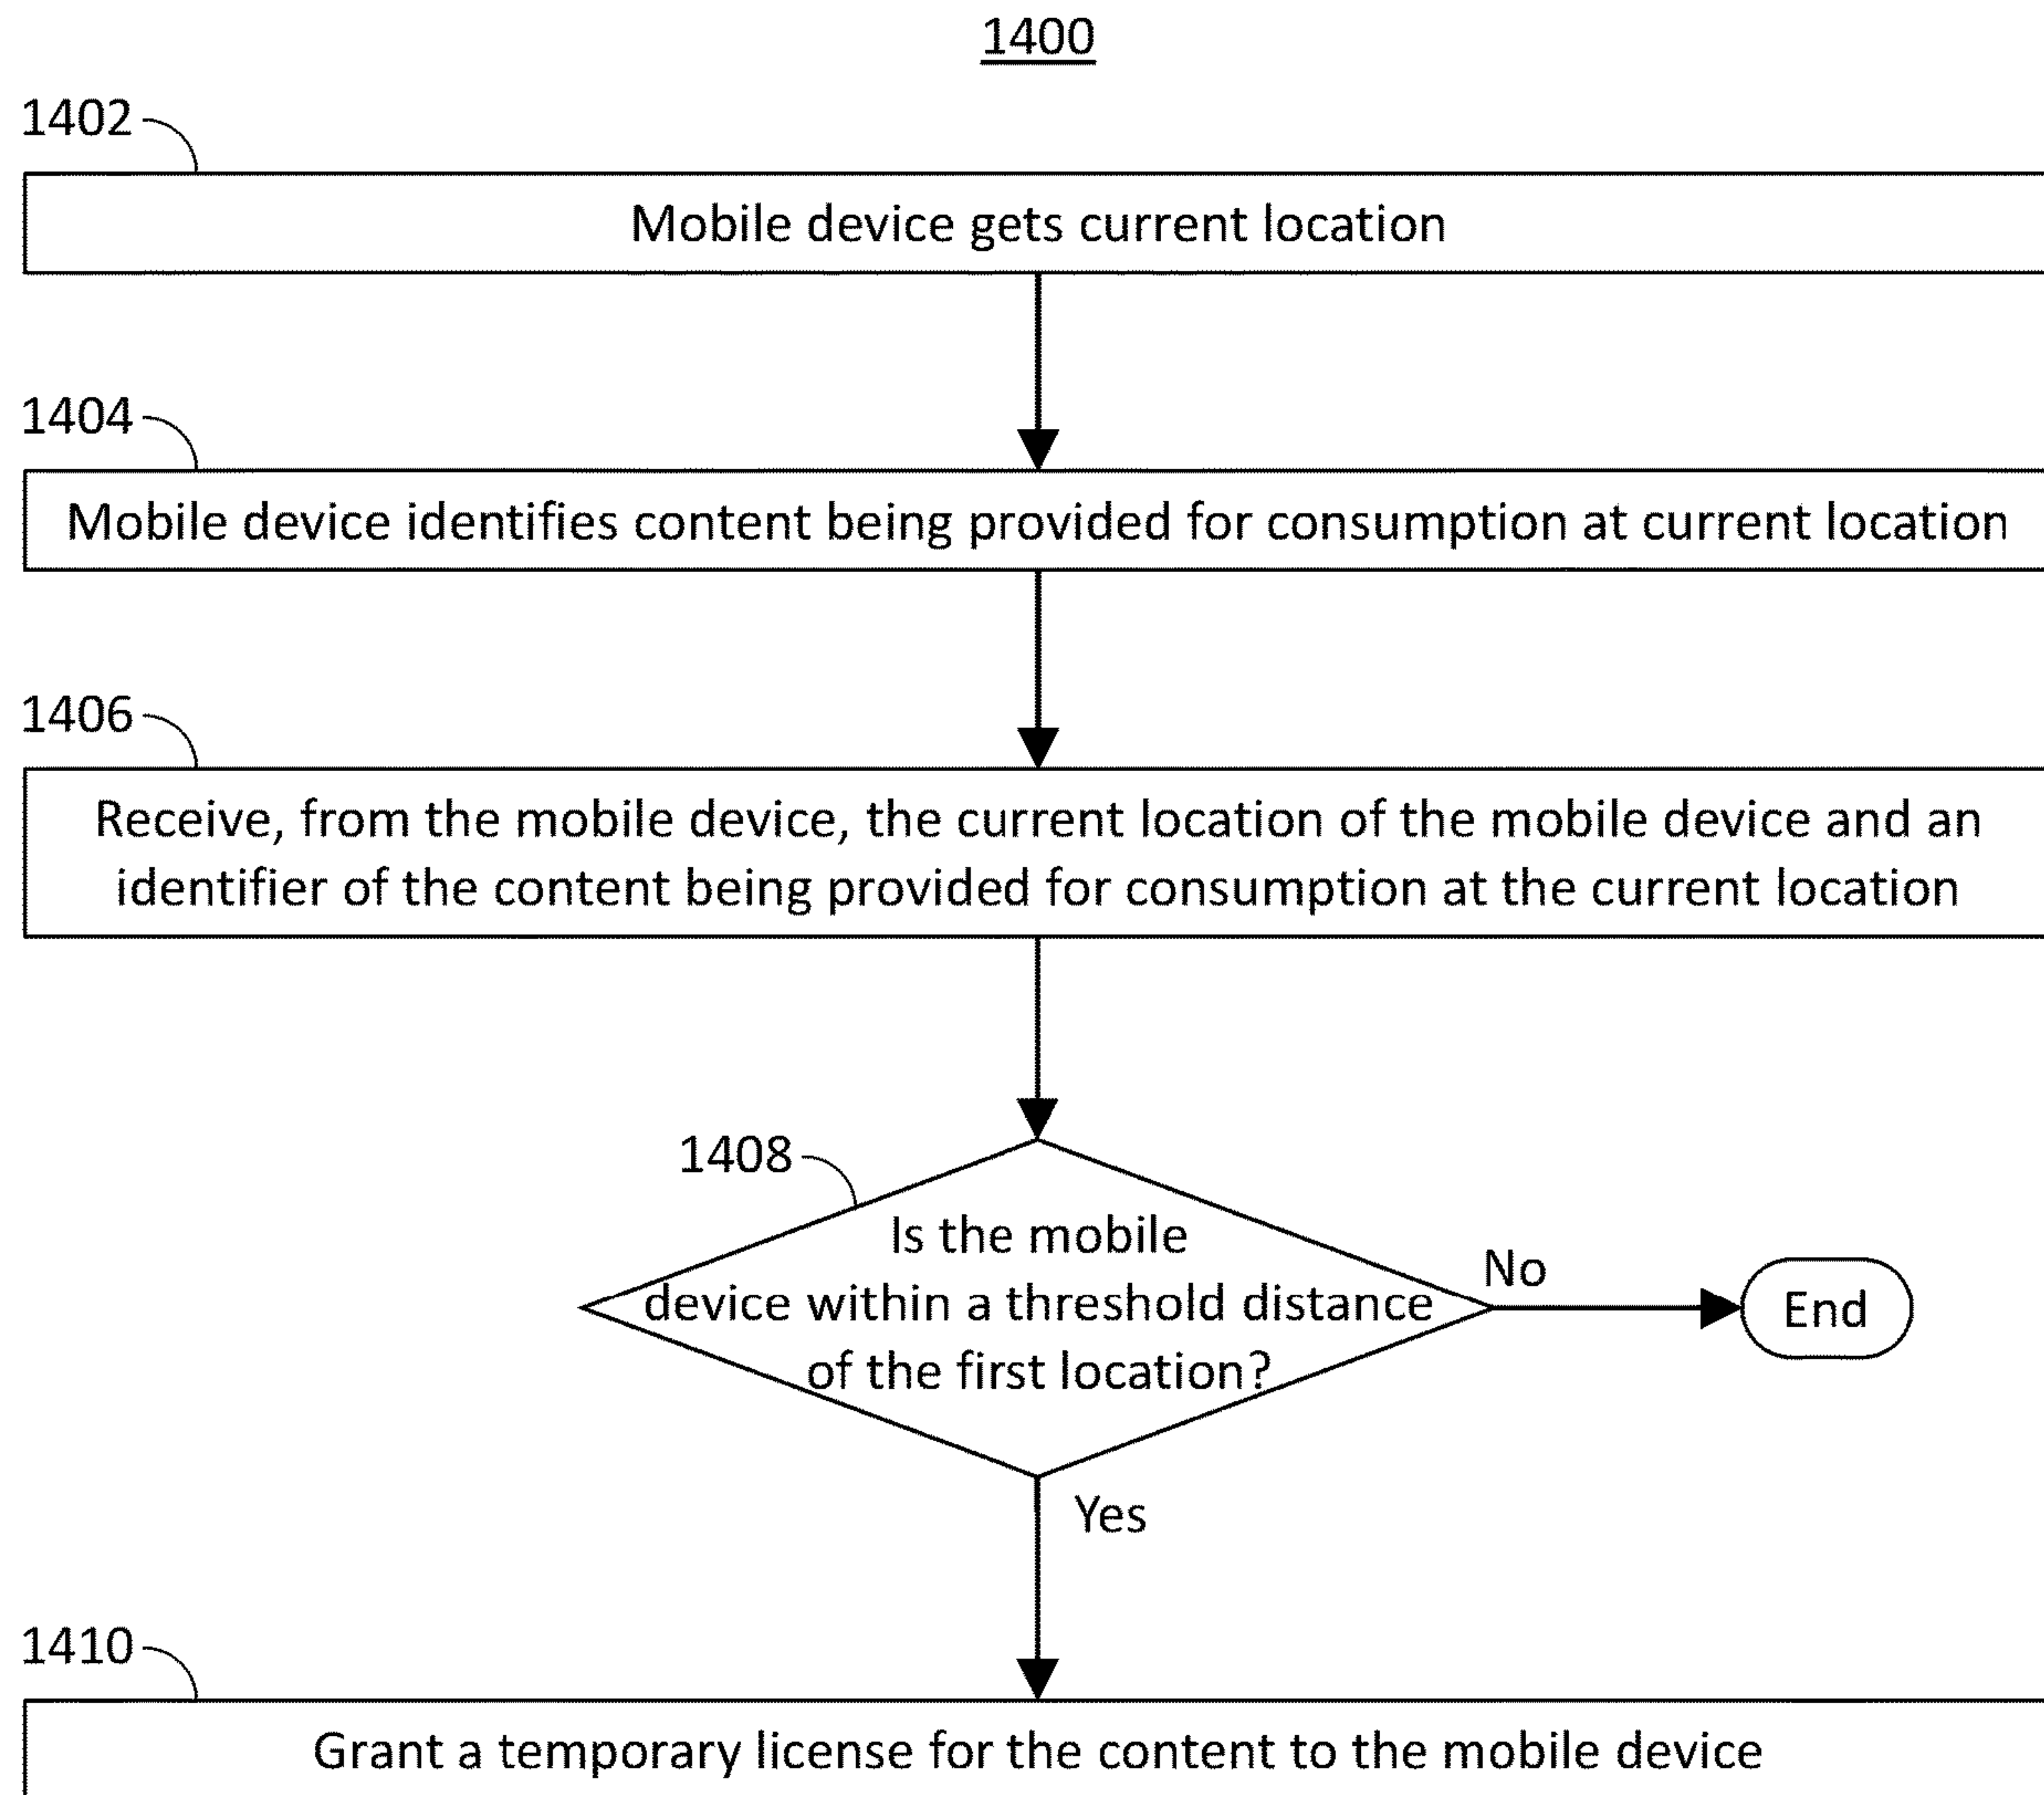 1400
1402
Mobile device gets current location
1404
Mobile device identifies content being provided for consumption at current location
1406
Receive, from the mobile device, the current location of the mobile device and an
identifier of the content being provided for consumption at the current location
1408
Is the mobile
device within a threshold distance
of the first location?
No
End
Yes
1410
Grant a temporary license for the content to the mobile device